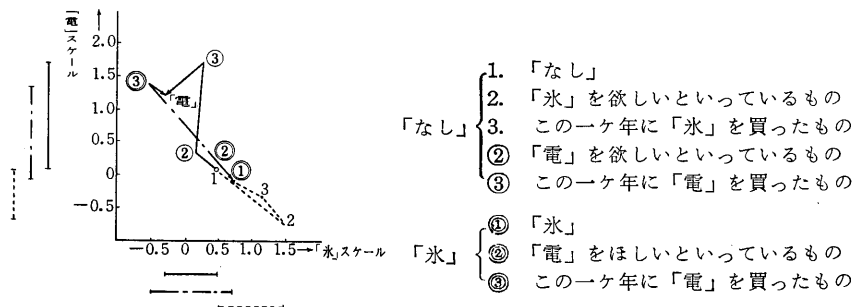 「電」スケール
2.0
1.5
1.0
0.5
0
−0.5
−0.5 0 0.5 1.0 1.5→「氷」スケール
③
③
「電」
②
②
①
1
3
2
「なし」
1. 「なし」
2. 「氷」を欲しいといっているもの
3. この一ケ年に「氷」を買ったもの
② 「電」を欲しいといっているもの
③ この一ケ年に「電」を買ったもの
「氷」
① 「氷」
② 「電」をほしいといっているもの
③ この一ケ年に「電」を買ったもの